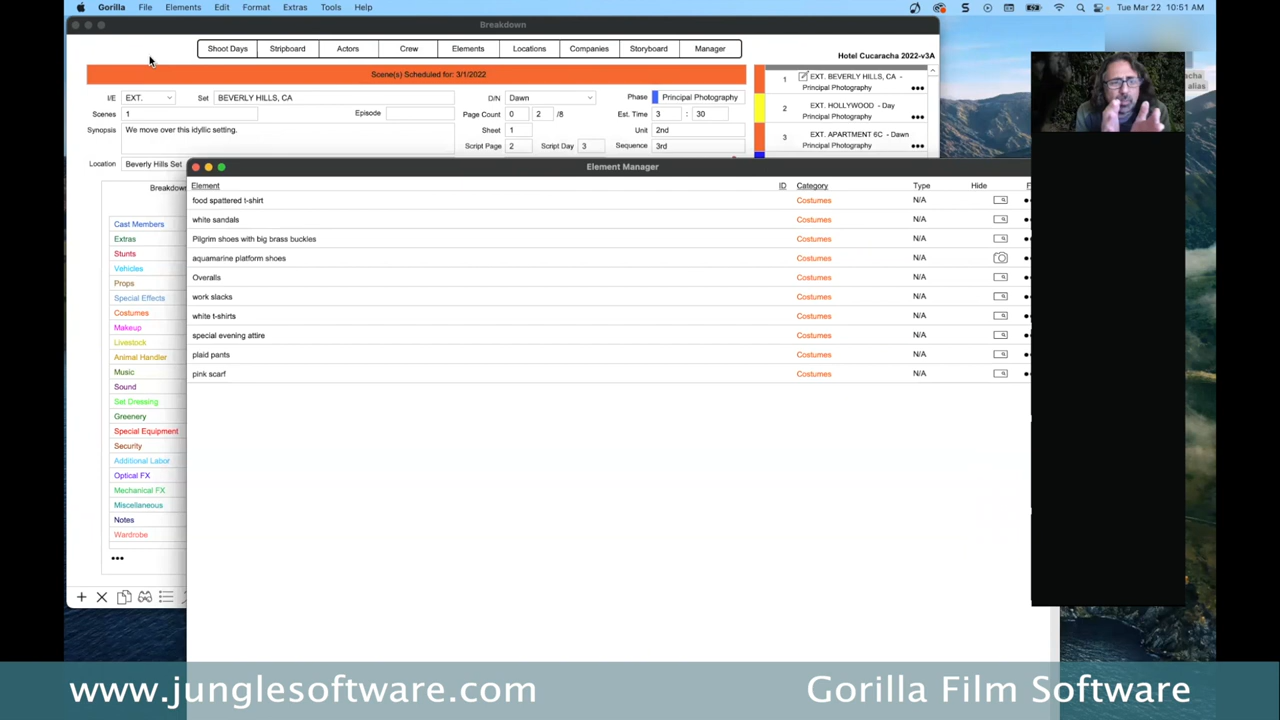 Gorilla File Elements Edit Format Extras Tools Help Tue Mar 22 10:51 AM
Breakdown
Shoot Days Stripboard Actors Crew Elements Locations Companies Storyboard Manager
Hotel Cucaracha 2022-v3A
Scene(s) Scheduled for: 3/1/2022
I/E EXT. Set BEVERLY HILLS, CA D/N Dawn Phase Principal Photography
Scenes 1 Episode Page Count 0 2 /8 Est. Time 3 : 30
Synopsis We move over this idyllic setting. Sheet 1 Unit 2nd
Script Page 2 Script Day 3 Sequence 3rd
Location Beverly Hills Set
1 EXT. BEVERLY HILLS, CA -
Principal Photography
2 EXT. HOLLYWOOD - Day
Principal Photography
3 EXT. APARTMENT 6C - Dawn
Principal Photography
alias
Breakdow
Cast Members
Extras
Stunts
Vehicles
Props
Special Effects
Costumes
Makeup
Livestock
Animal Handler
Music
Sound
Set Dressing
Greenery
Special Equipment
Security
Additional Labor
Optical FX
Mechanical FX
Miscellaneous
Notes
Wardrobe
Element Manager
Element ID Category Type Hide F
food spattered t-shirt Costumes N/A
white sandals Costumes N/A
Pilgrim shoes with big brass buckles Costumes N/A
aquamarine platform shoes Costumes N/A
Overalls Costumes N/A
work slacks Costumes N/A
white t-shirts Costumes N/A
special evening attire Costumes N/A
plaid pants Costumes N/A
pink scarf Costumes N/A
www.junglesoftware.com Gorilla Film Software